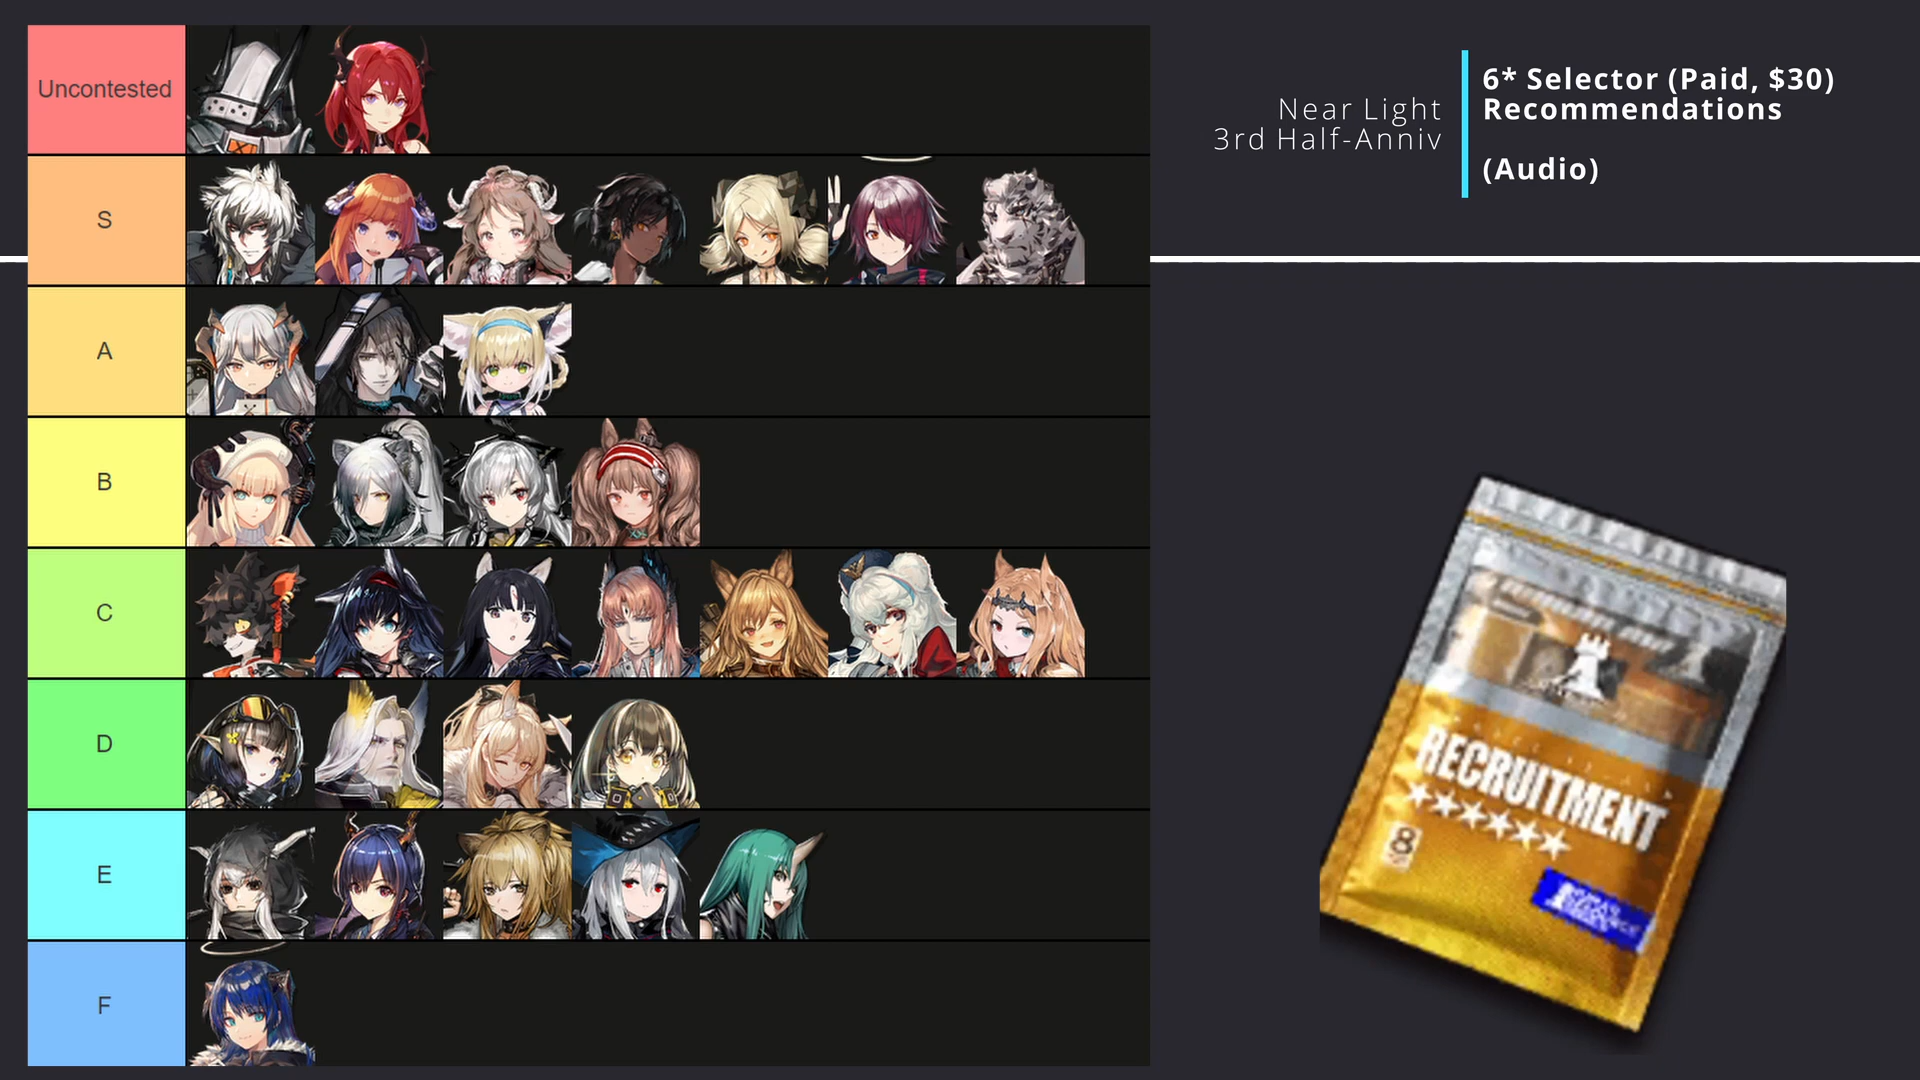 Uncontested
S
A
B
C
D
E
F
Near Light
3rd Half-Anniv
6* Selector (Paid, $30)
Recommendations
(Audio)
RECRUITMENT
★★★★★★
8